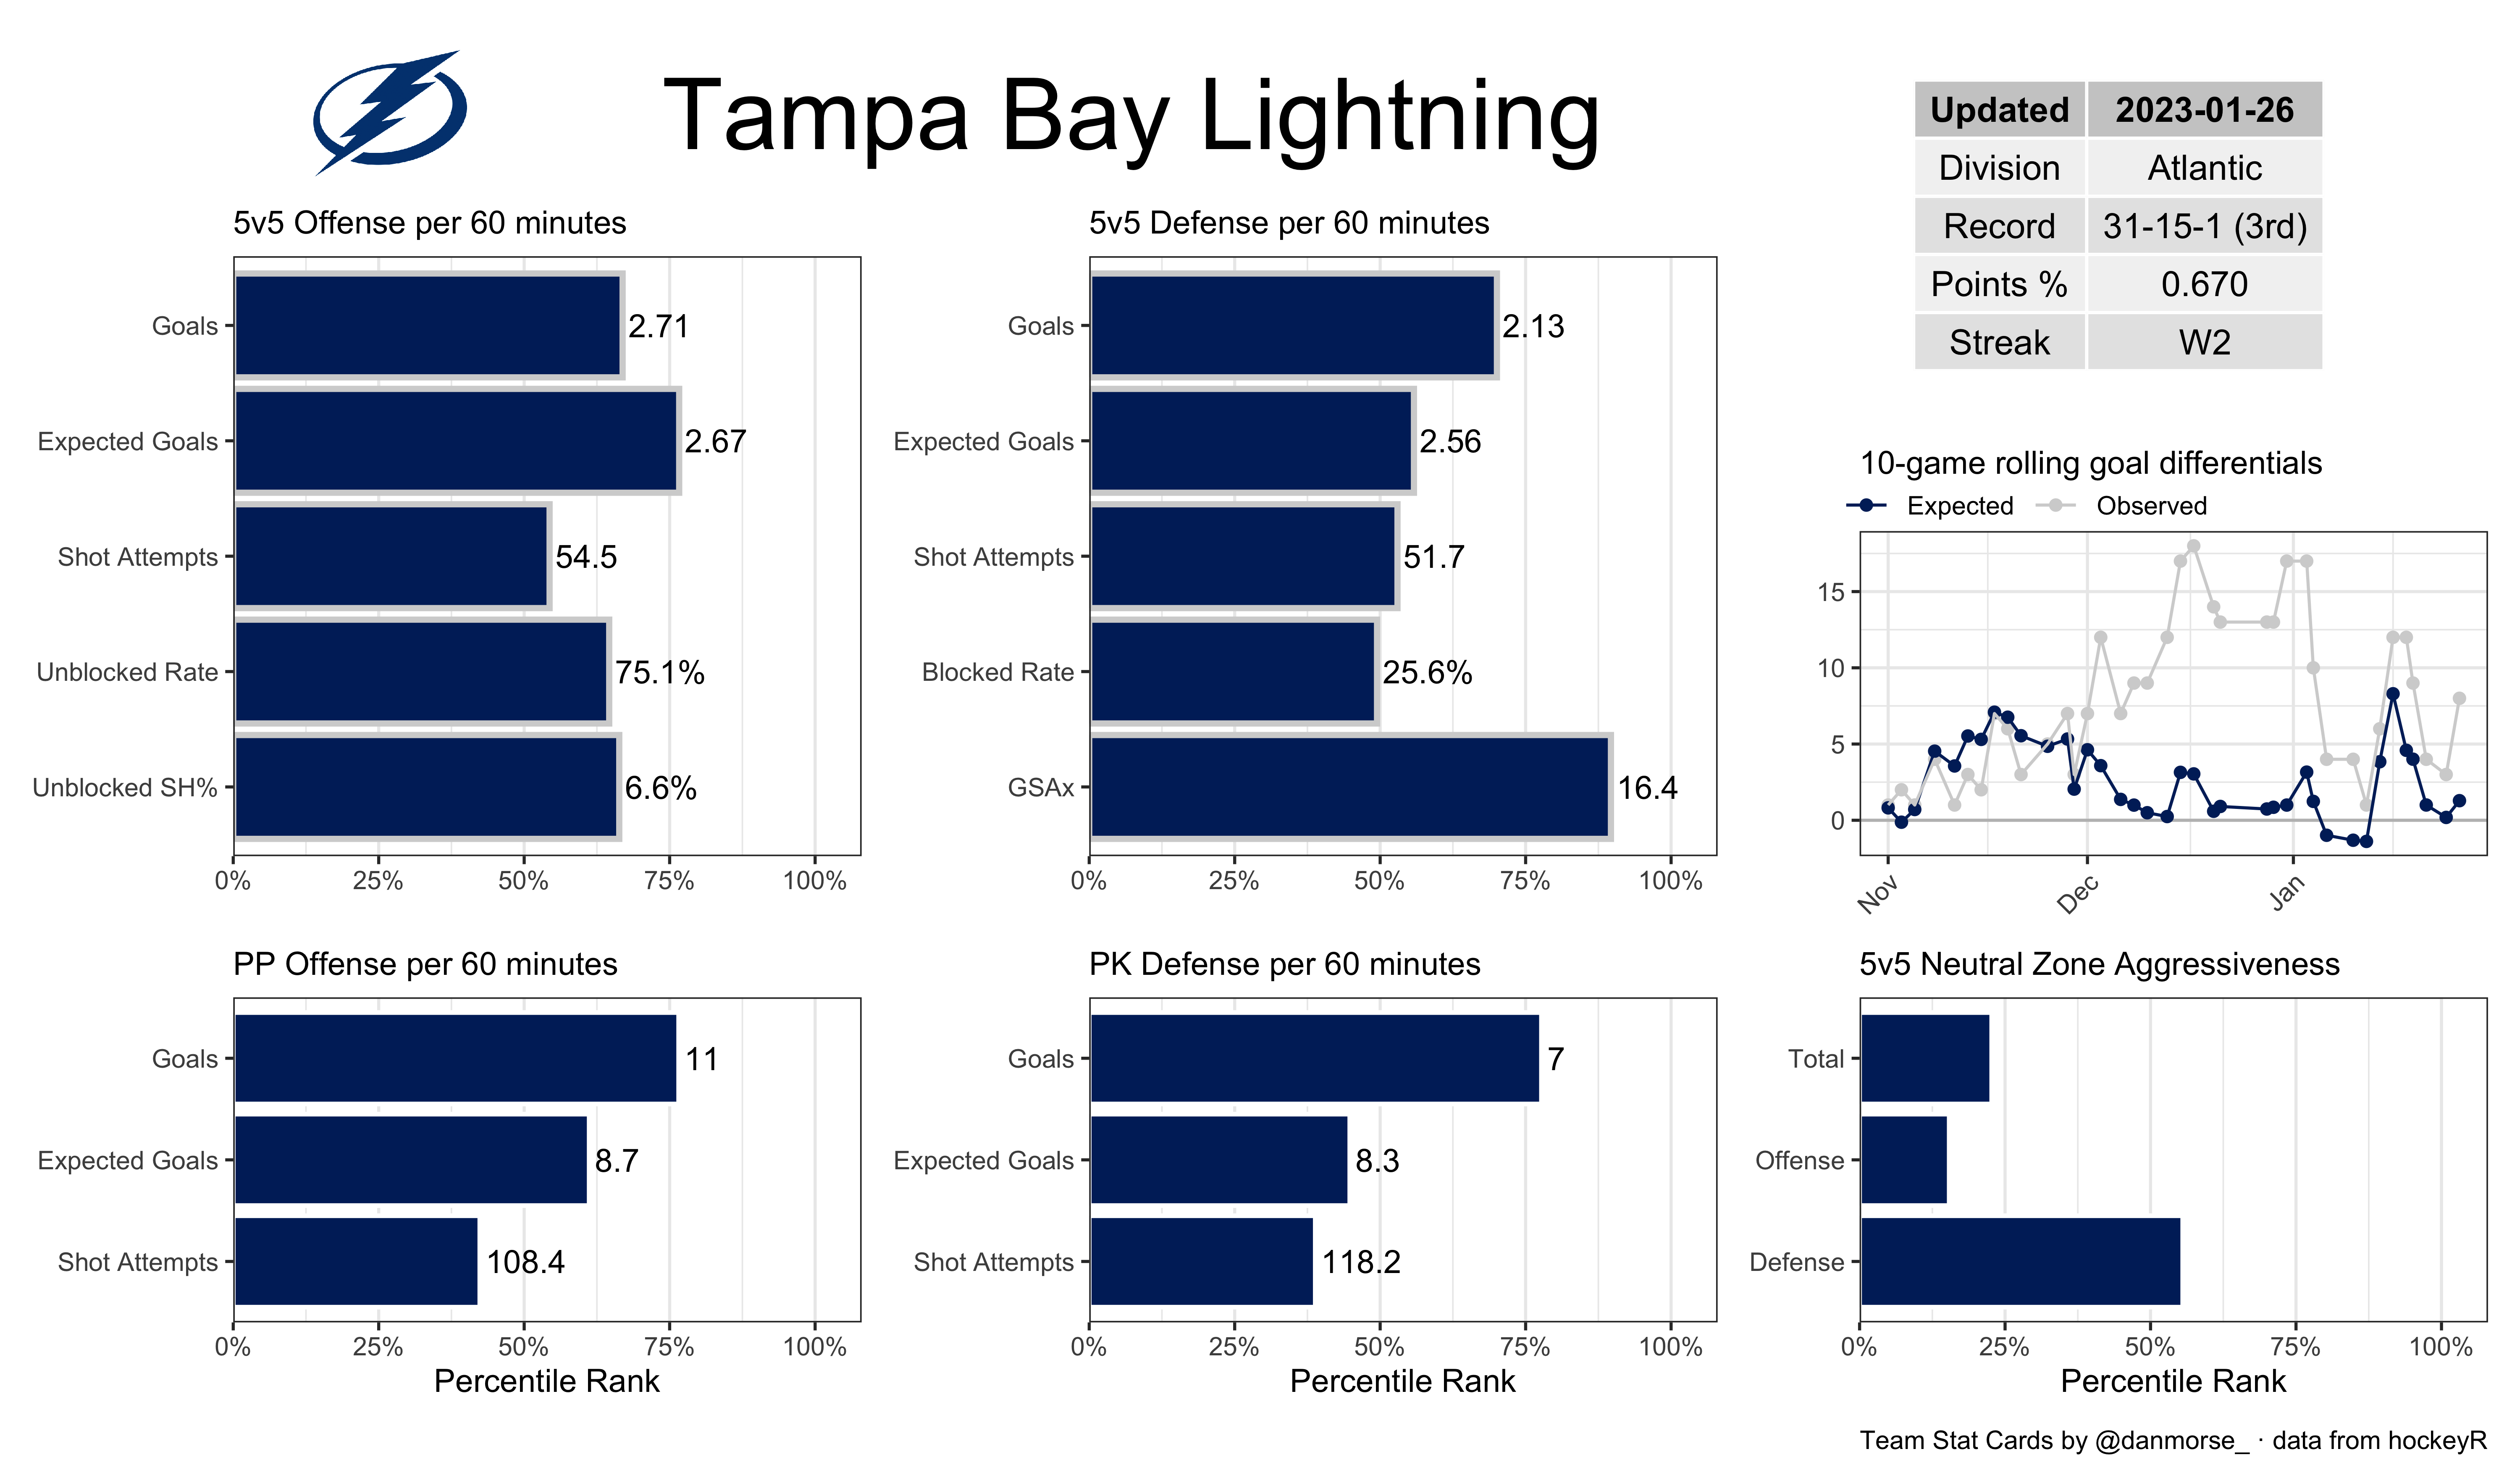 Tampa Bay Lightning
Updated 2023-01-26
Division Atlantic
Record 31-15-1 (3rd)
Points % 0.670
Streak W2
5v5 Offense per 60 minutes
Goals 2.71
Expected Goals 2.67
Shot Attempts 54.5
Unblocked Rate 75.1%
Unblocked SH% 6.6%
0% 25% 50% 75% 100%
5v5 Defense per 60 minutes
Goals 2.13
Expected Goals 2.56
Shot Attempts 51.7
Blocked Rate 25.6%
GSAx 16.4
0% 25% 50% 75% 100%
10-game rolling goal differentials
Expected Observed
15
10
5
0
Nov Dec Jan
PP Offense per 60 minutes
Goals 11
Expected Goals 8.7
Shot Attempts 108.4
0% 25% 50% 75% 100%
Percentile Rank
PK Defense per 60 minutes
Goals 7
Expected Goals 8.3
Shot Attempts 118.2
0% 25% 50% 75% 100%
Percentile Rank
5v5 Neutral Zone Aggressiveness
Total
Offense
Defense
0% 25% 50% 75% 100%
Percentile Rank
Team Stat Cards by @danmorse_ · data from hockeyR